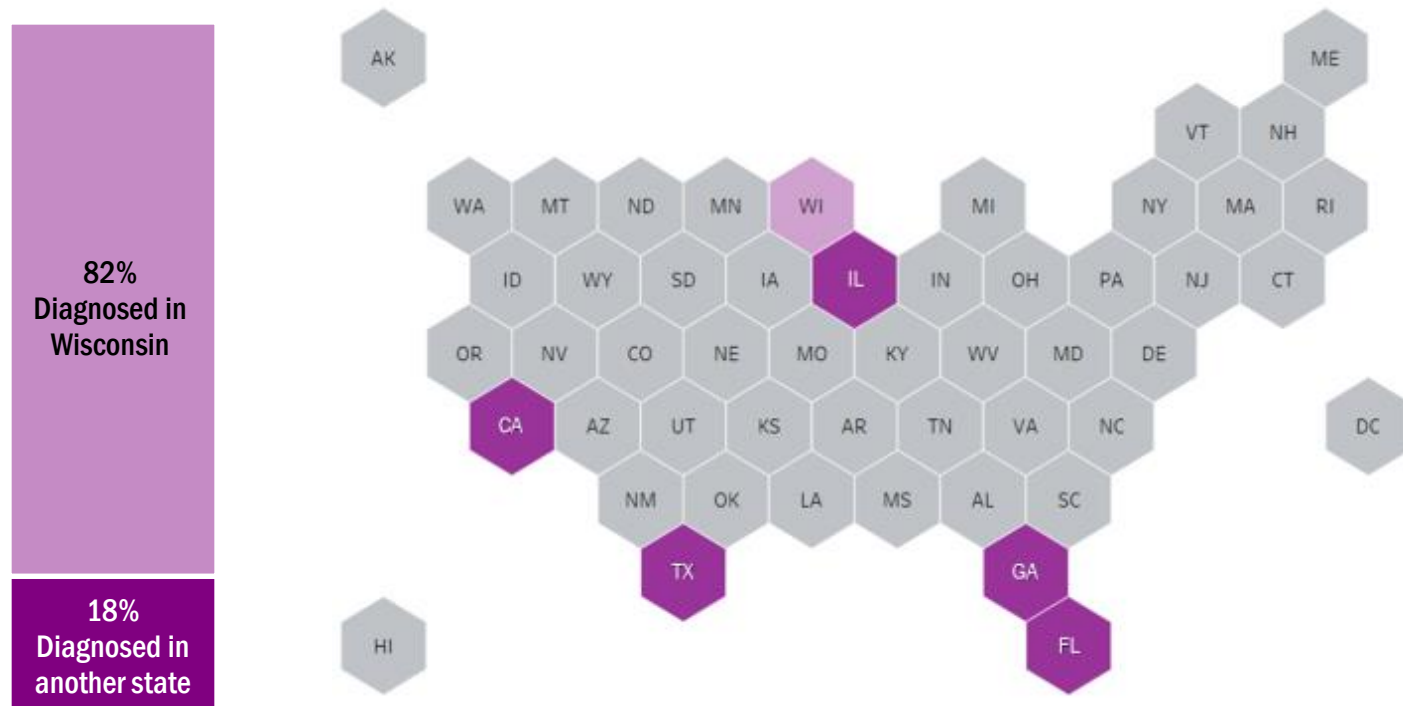 82%
Diagnosed in
Wisconsin
18%
Diagnosed in
another state
AK
ME
VT NH
WA MT ND MN WI MI NY MA RI
ID WY SD IA IL IN OH PA NJ CT
OR NV CO NE MO KY WV MD DE
CA AZ UT KS AR TN VA NC DC
NM OK LA MS AL SC
TX GA
HI FL